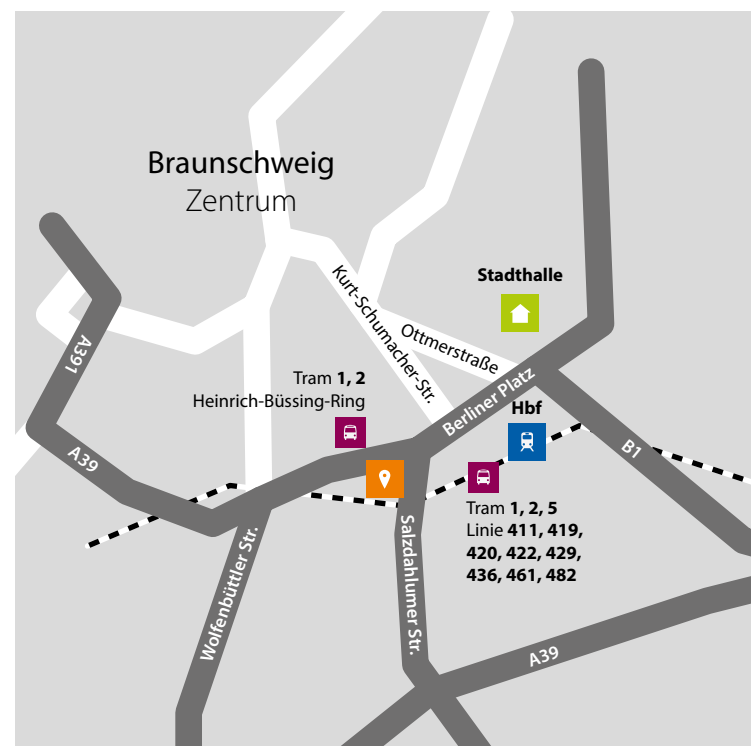 Braunschweig
Zentrum
Stadthalle
Kurt-Schumacher-Str.
Ottmerstraße
A391
Tram 1, 2
Heinrich-Büssing-Ring
Berliner Platz
Hbf
A39
B1
Tram 1, 2, 5
Linie 411, 419,
420, 422, 429,
436, 461, 482
Wolfenbüttler Str.
Salzdahlumer Str.
A39